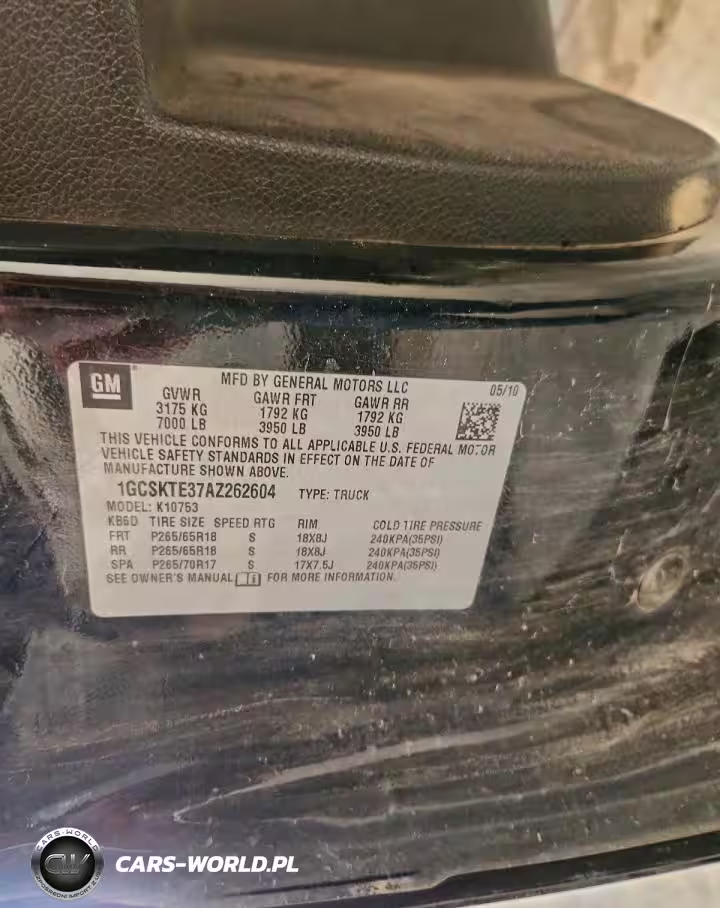 GM
MFD BY GENERAL MOTORS LLC
05/10
GVWR GAWR FRT GAWR RR
3175 KG 1792 KG 1792 KG
7000 LB 3950 LB 3950 LB
THIS VEHICLE CONFORMS TO ALL APPLICABLE U.S. FEDERAL MOTOR
VEHICLE SAFETY STANDARDS IN EFFECT ON THE DATE OF
MANUFACTURE SHOWN ABOVE.
1GCSKTE37AZ262604 TYPE: TRUCK
MODEL: K10753
KB6D TIRE SIZE SPEED RTG RIM COLD TIRE PRESSURE
FRT P265/65R18 S 18X8J 240KPA(35PSI)
RR P265/65R18 S 18X8J 240KPA(35PSI)
SPA P265/70R17 S 17X7.5J 240KPA(35PSI)
SEE OWNER'S MANUAL FOR MORE INFORMATION.
CARS-WORLD
CW
CARS-WORLD.PL